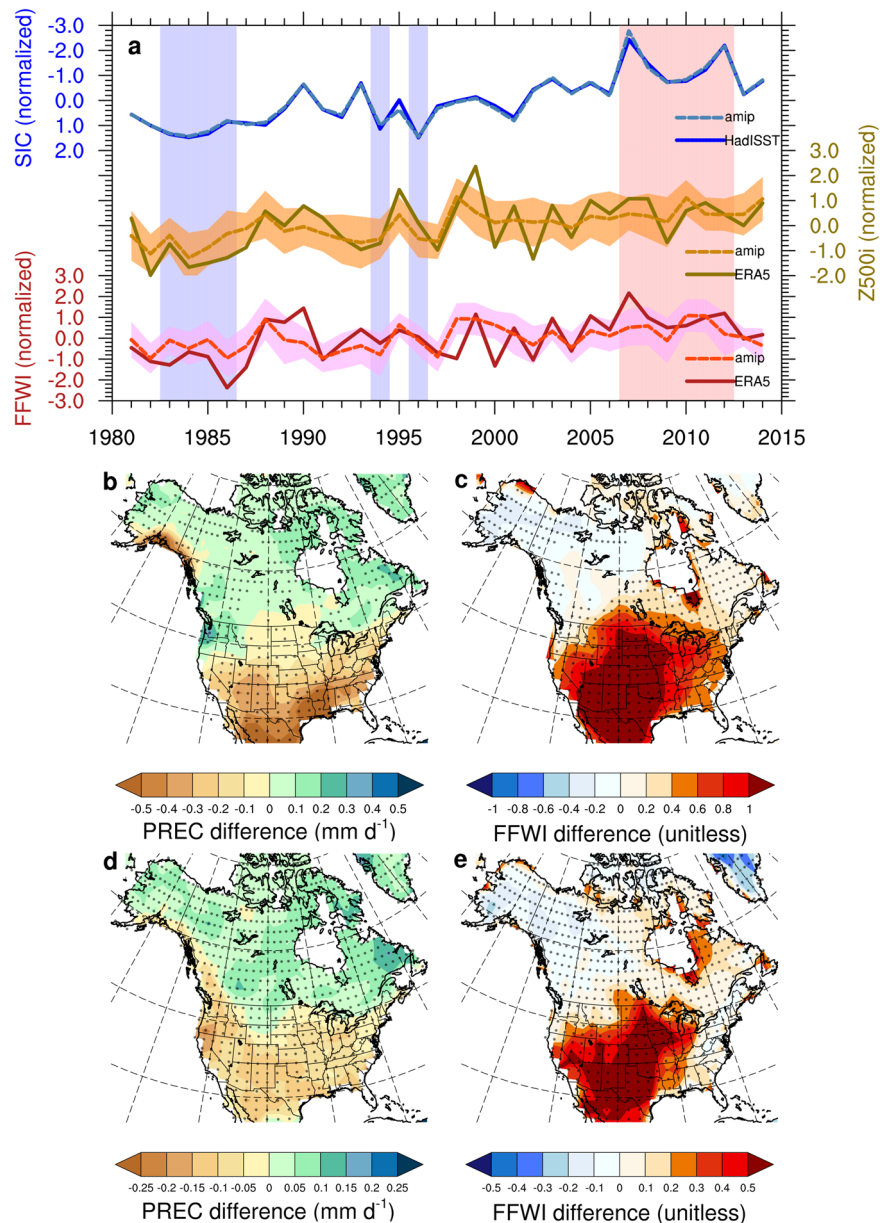 a
SIC (normalized)
-3.0
-2.0
-1.0
0.0
1.0
2.0
amip
HadISST
Z500i (normalized)
3.0
2.0
1.0
0.0
-1.0
-2.0
amip
ERA5
FFWI (normalized)
3.0
2.0
1.0
0.0
-1.0
-2.0
-3.0
amip
ERA5
1980 1985 1990 1995 2000 2005 2010 2015
b
c
-0.5 -0.4 -0.3 -0.2 -0.1 0 0.1 0.2 0.3 0.4 0.5
PREC difference (mm d-1)
-1 -0.8 -0.6 -0.4 -0.2 0 0.2 0.4 0.6 0.8 1
FFWI difference (unitless)
d
e
-0.25 -0.2 -0.15 -0.1 -0.05 0 0.05 0.1 0.15 0.2 0.25
PREC difference (mm d-1)
-0.5 -0.4 -0.3 -0.2 -0.1 0 0.1 0.2 0.3 0.4 0.5
FFWI difference (unitless)